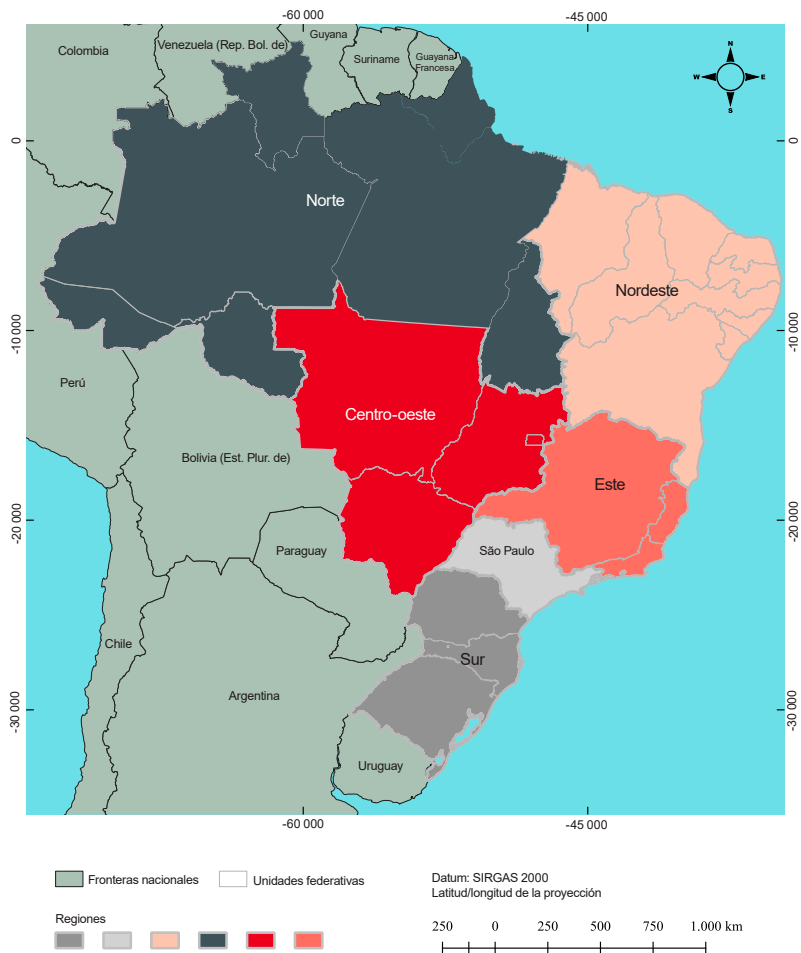 -60 000
-45 000
Colombia
Venezuela (Rep. Bol. de)
Guyana
Suriname
Guayana
Francesa
N
W
E
S
0
0
Norte
Nordeste
-10 000
-10 000
Perú
Centro-oeste
Bolivia (Est. Plur. de)
Este
-20 000
-20 000
Paraguay
São Paulo
Chile
Sur
Argentina
-30 000
-30 000
Uruguay
-60 000
-45 000
Fronteras nacionales
Unidades federativas
Datum: SIRGAS 2000
Latitud/longitud de la proyección
Regiones
250 0 250 500 750 1.000 km